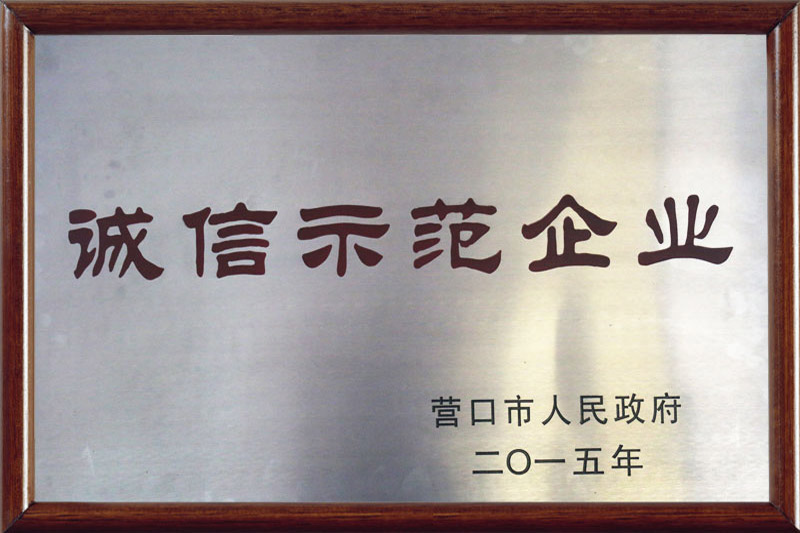 诚信示范企业
营口市人民政府
二〇一五年